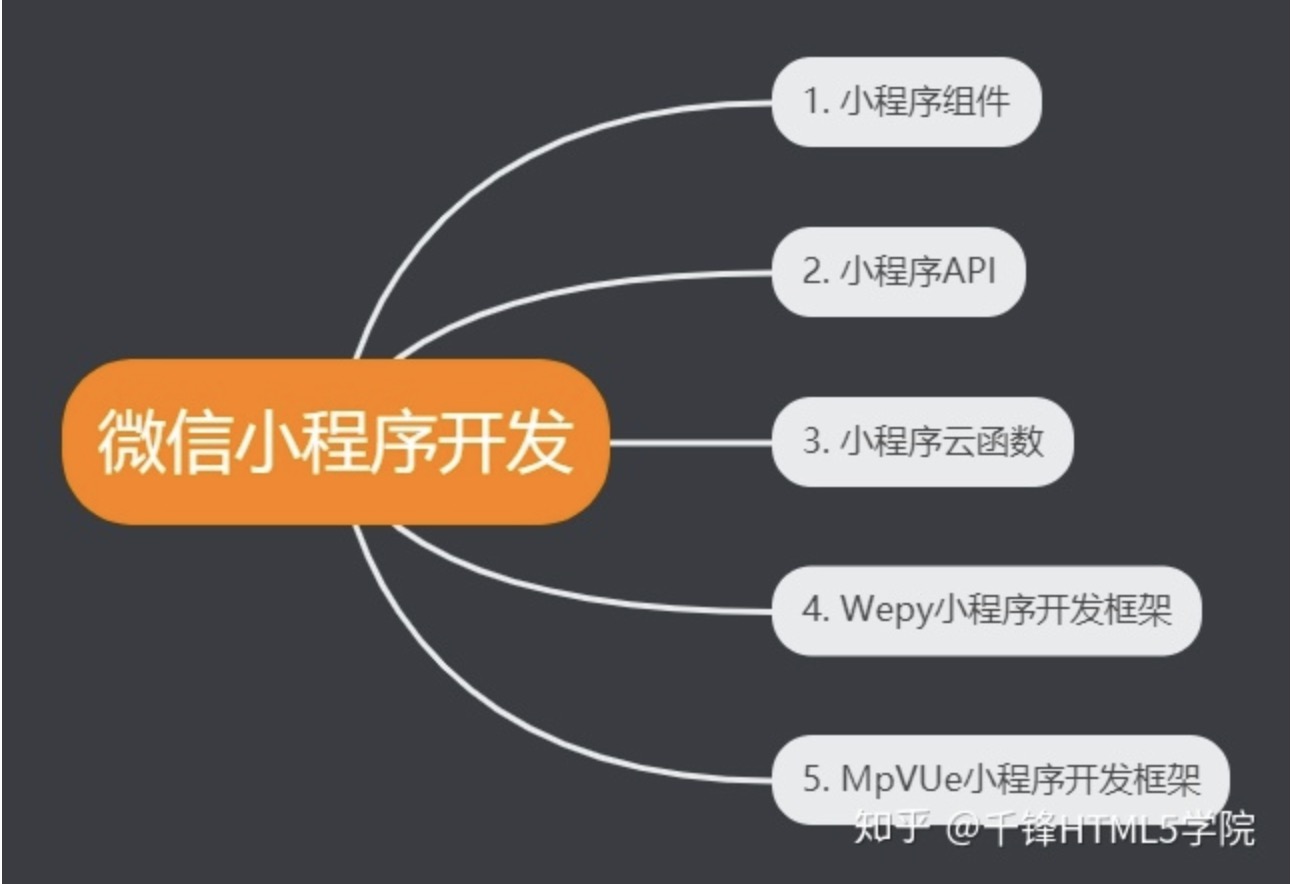 1. 小程序组件
2. 小程序API
微信小程序开发
3. 小程序云函数
4. Wepy小程序开发框架
5. MpVUe小程序开发框架
知乎 @千锋HTML5学院